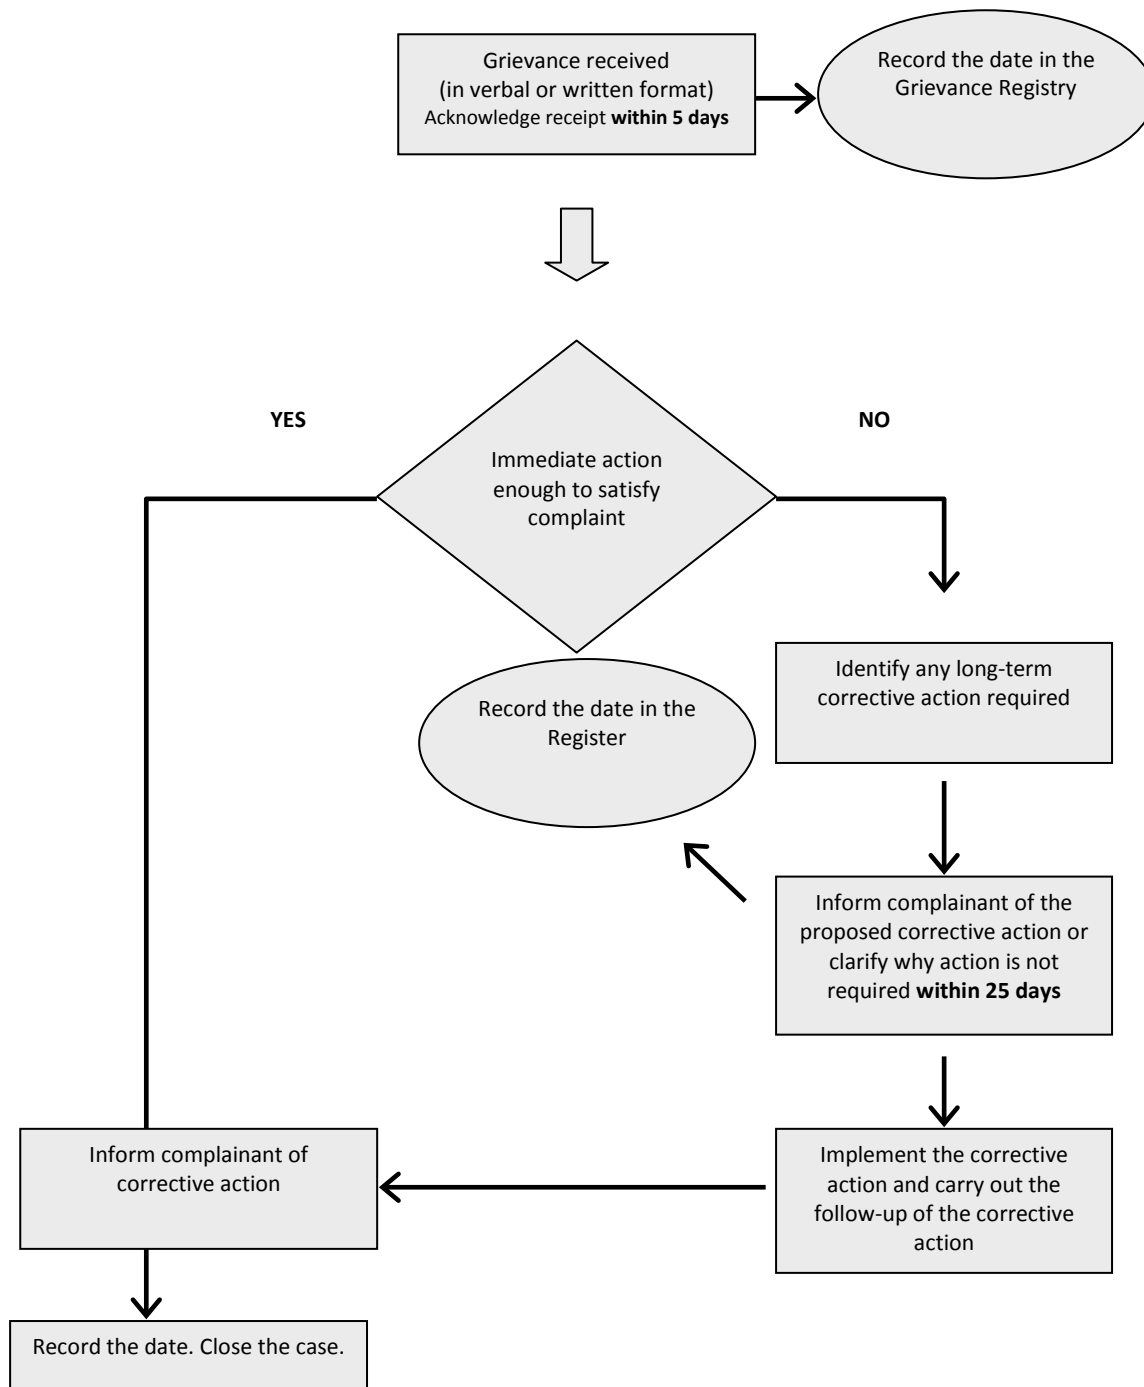 Grievance received
(in verbal or written format)
Acknowledge receipt within 5 days
Record the date in the
Grievance Registry
YES
NO
Immediate action
enough to satisfy
complaint
Identify any long-term
corrective action required
Record the date in the
Register
Inform complainant of the
proposed corrective action or
clarify why action is not
required within 25 days
Inform complainant of
corrective action
Implement the corrective
action and carry out the
follow-up of the corrective
action
Record the date. Close the case.